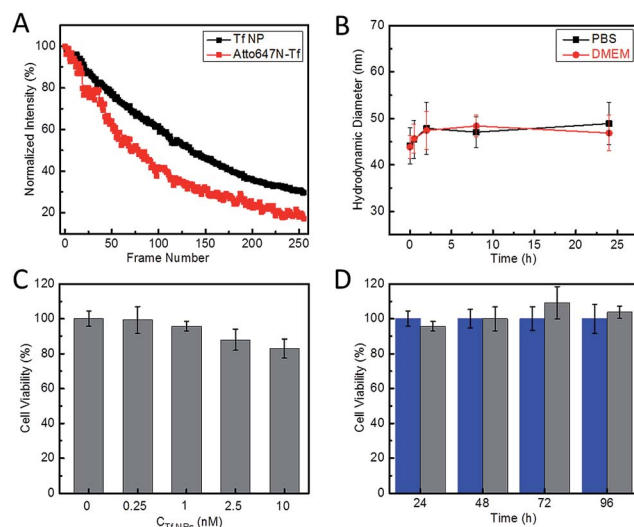 A
Tf NP
Atto647N-Tf
Normalized Intensity (%)
100
80
60
40
20
0
50
100
150
200
250
Frame Number
B
PBS
DMEM
Hydrodynamic Diameter (nm)
60
50
40
30
0
5
10
15
20
25
Time (h)
C
Cell Viability (%)
120
100
80
60
40
20
0
0
0.25
1
2.5
10
C Tf NPs (nM)
D
Cell Viability (%)
120
100
80
60
40
20
0
24
48
72
96
Time (h)